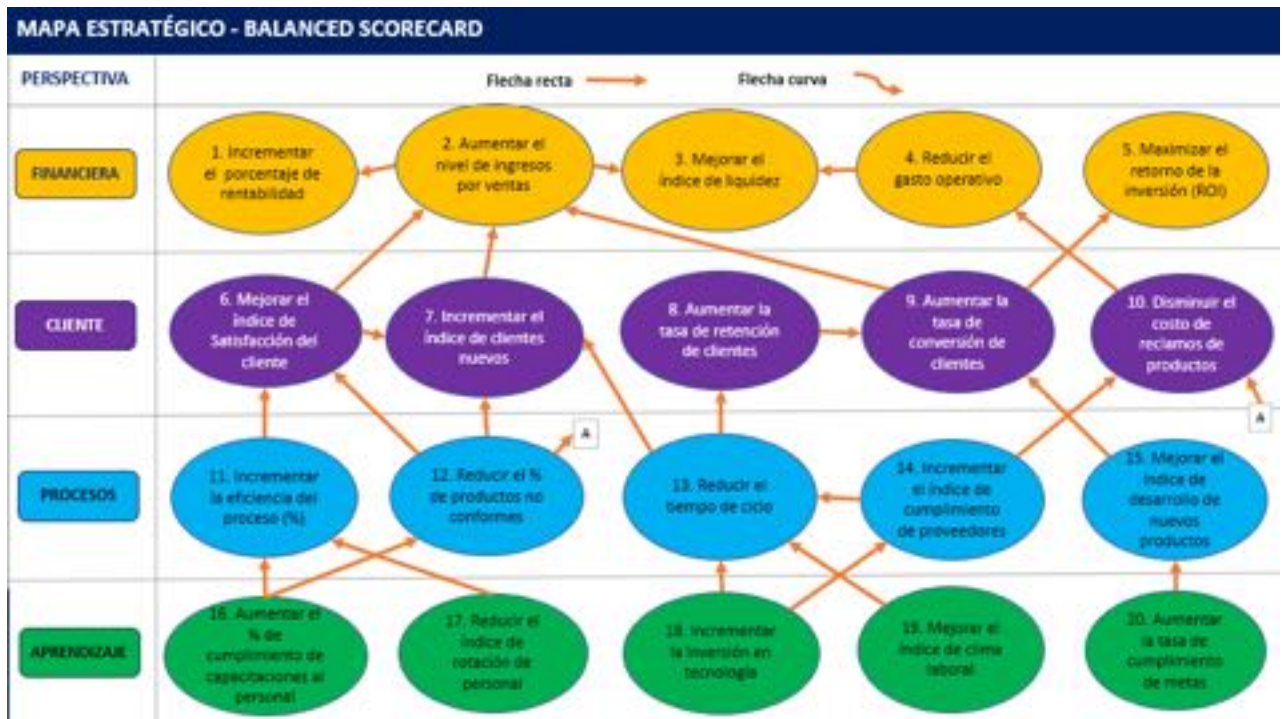 MAPA ESTRATÉGICO - BALANCED SCORECARD
PERSPECTIVA
Flecha recta
Flecha curva
FINANCIERA
1. Incrementar
el porcentaje de
rentabilidad
2. Aumentar el
nivel de ingresos
por ventas
3. Mejorar el
índice de liquidez
4. Reducir el
gasto operativo
5. Maximizar el
retorno de la
inversión (ROI)
CLIENTE
6. Mejorar el
índice de
Satisfacción del
cliente
7. Incrementar el
índice de clientes
nuevos
8. Aumentar la
tasa de retención
de clientes
9. Aumentar la
tasa de
conversión de
clientes
10. Disminuir el
costo de
reclamos de
productos
A
A
PROCESOS
11. Incrementar
la eficiencia del
proceso (%)
12. Reducir el %
de productos no
conformes
13. Reducir el
tiempo de ciclo
14. Incrementar
el índice de
cumplimiento
de proveedores
15. Mejorar el
índice de
desarrollo de
nuevos
productos
APRENDIZAJE
16. Aumentar el
% de
cumplimiento de
capacitaciones al
personal
17. Reducir el
índice de
rotación de
personal
18. Incrementar
la inversión en
tecnología
19. Mejorar el
índice de clima
laboral
20. Aumentar
la tasa de
cumplimiento
de metas